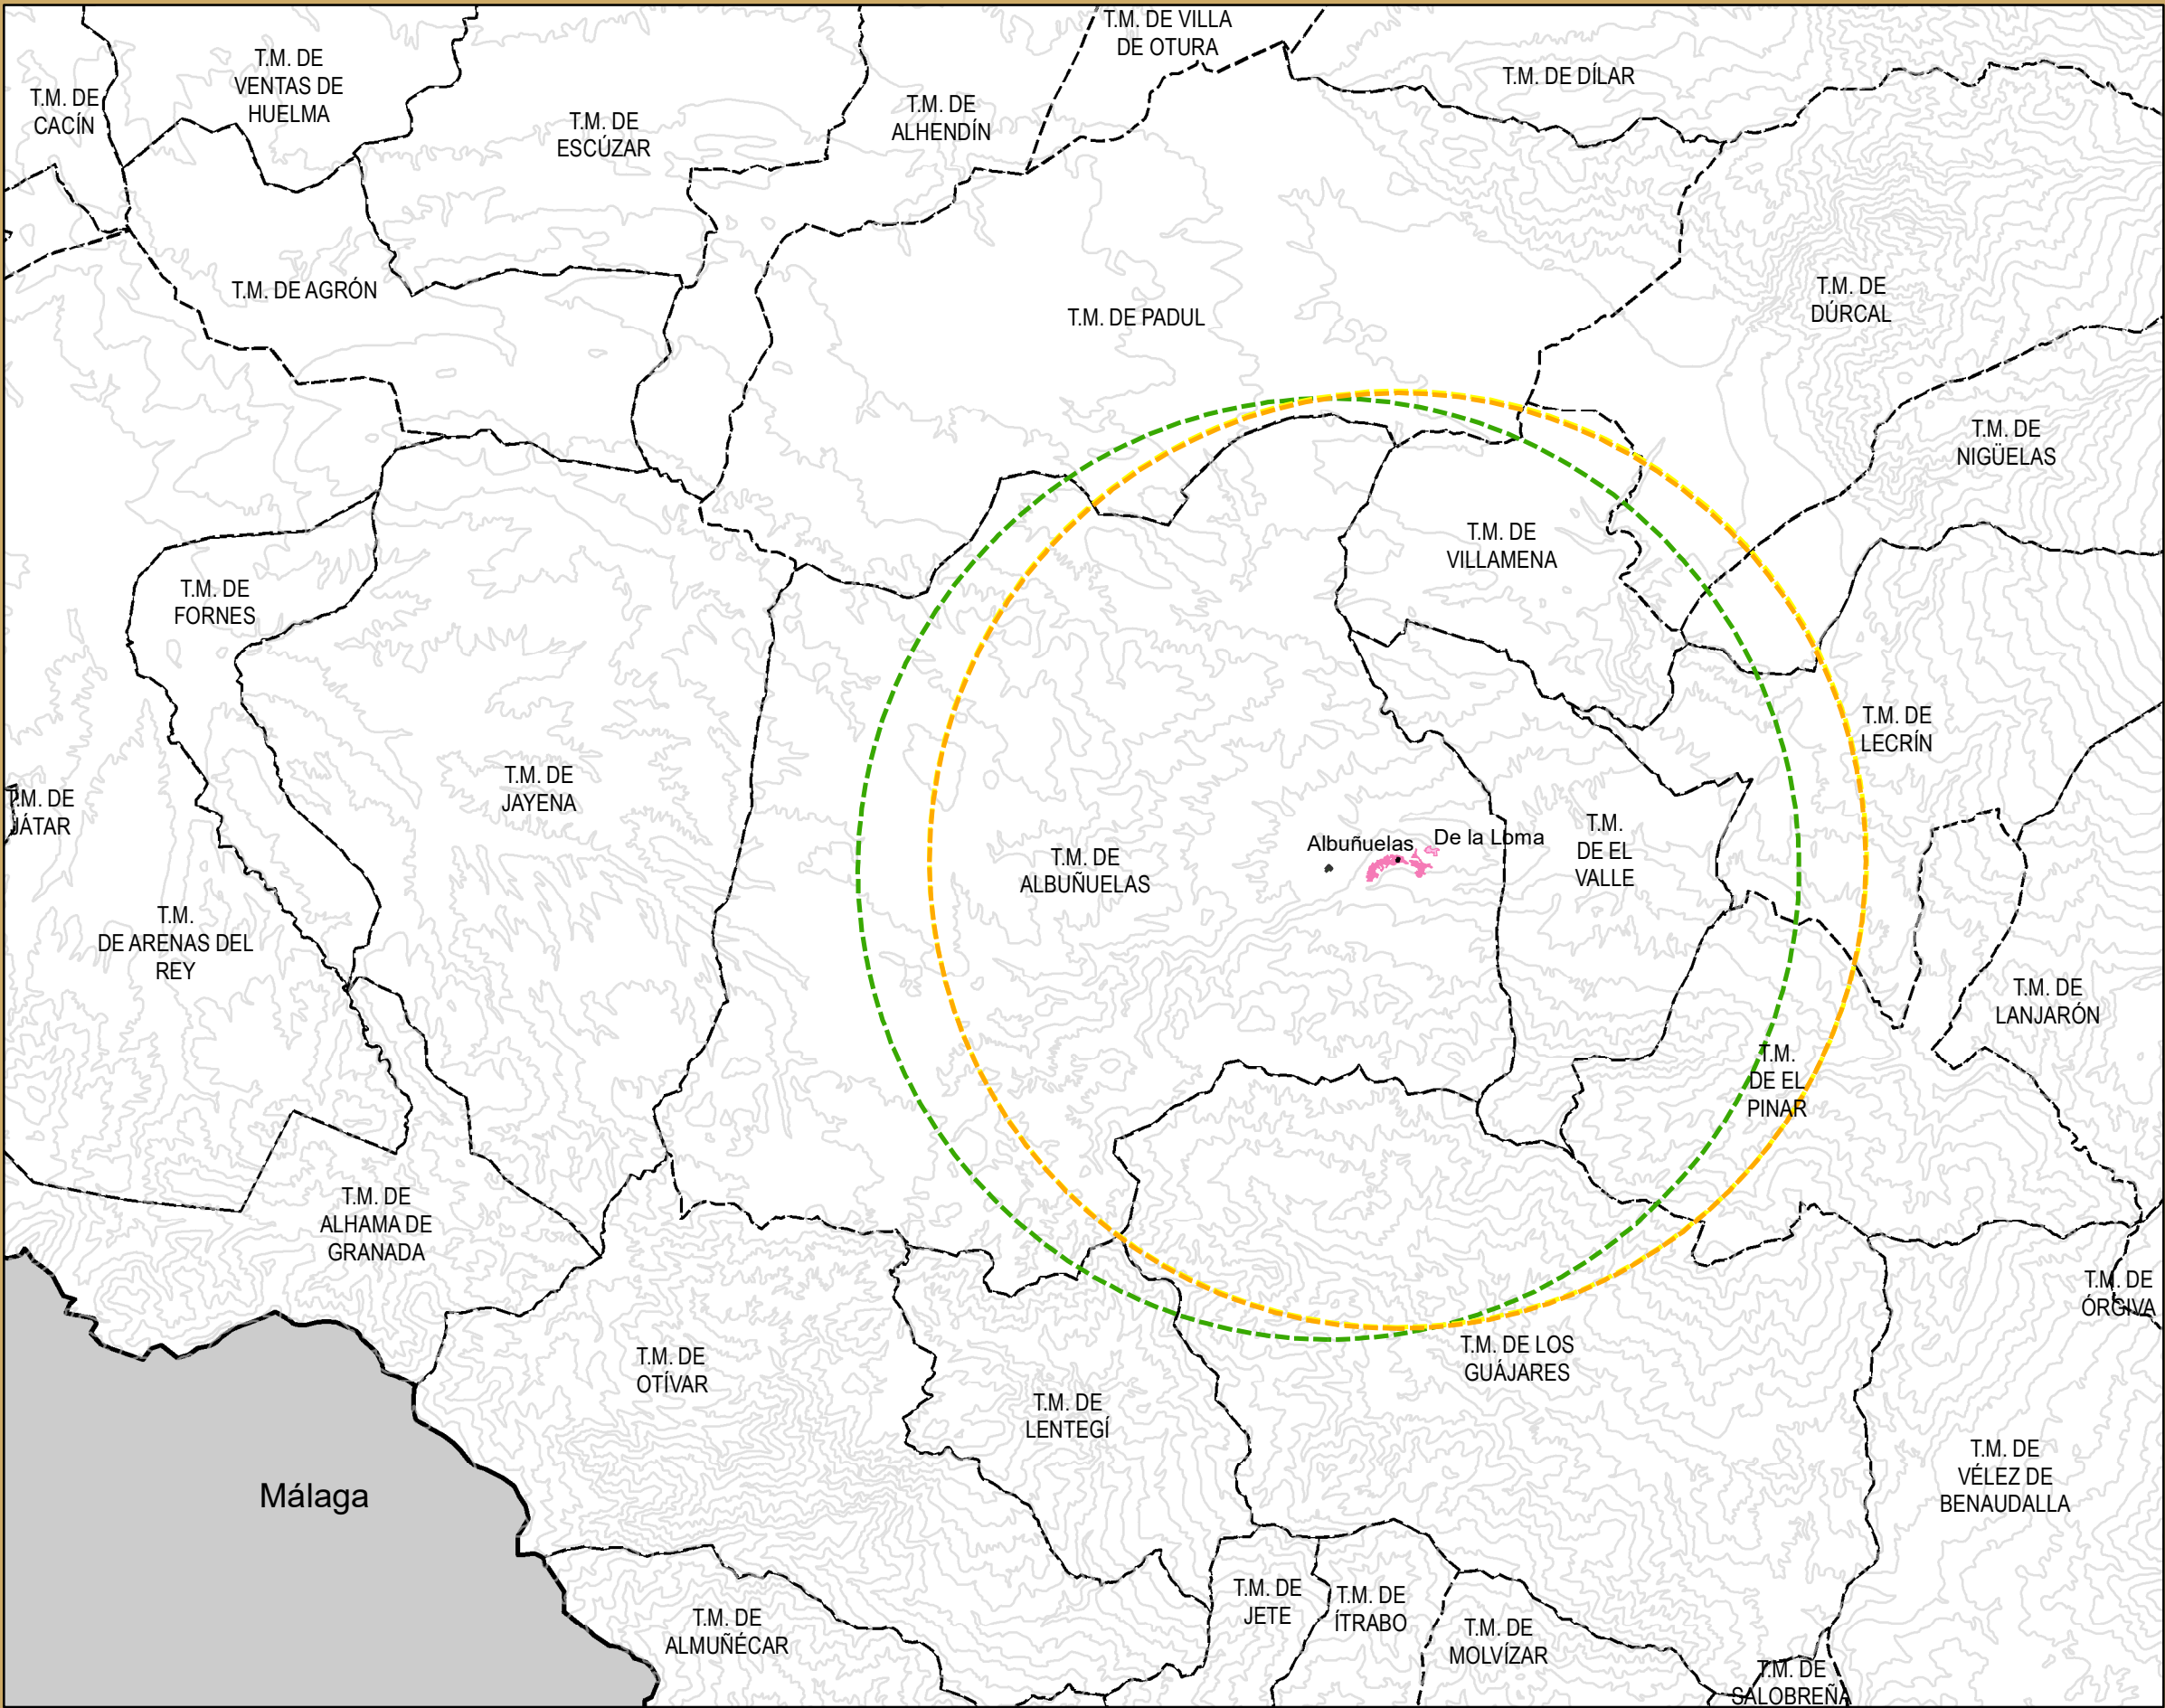 T.M. DE VILLA
DE OTURA
T.M. DE
VENTAS DE
HUELMA
T.M. DE DÍLAR
T.M. DE
CACÍN
T.M. DE
ESCÚZAR
T.M. DE
ALHENDÍN
T.M. DE AGRÓN
T.M. DE PADUL
T.M. DE
DÚRCAL
T.M. DE
NIGÜELAS
T.M. DE
VILLAMENA
T.M. DE
FORNES
T.M. DE
LECRÍN
T.M. DE
JAYENA
T.M. DE
JÁTAR
Albuñuelas
De la Loma
T.M.
DE EL
VALLE
T.M. DE
ALBUÑUELAS
T.M.
DE ARENAS DEL
REY
T.M. DE
LANJARÓN
T.M.
DE EL
PINAR
T.M. DE
ALHAMA DE
GRANADA
T.M. DE
ÓRGIVA
T.M. DE
OTÍVAR
T.M. DE LOS
GUÁJARES
T.M. DE
LENTEGÍ
T.M. DE
VÉLEZ DE
BENAUDALLA
Málaga
T.M. DE
JETE
T.M. DE
ÍTRABO
T.M. DE
ALMUÑÉCAR
T.M. DE
MOLVÍZAR
T.M. DE
SALOBREÑA